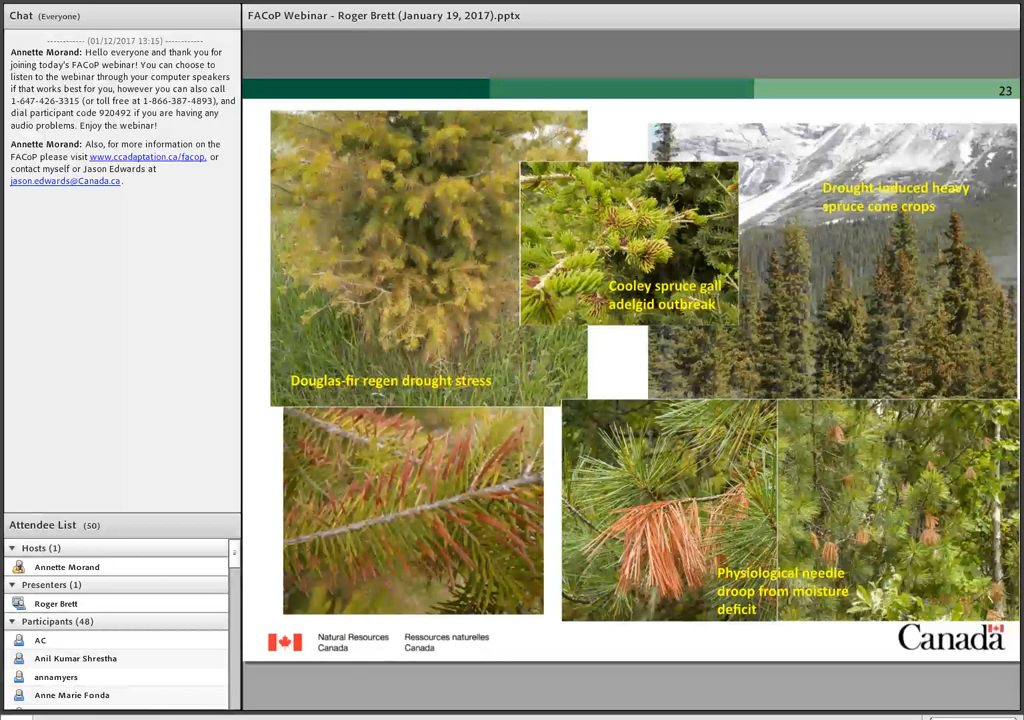 Chat (Everyone)
------------ (01/12/2017 13:15) ------------
Annette Morand: Hello everyone and thank you for
joining today's FACoP webinar! You can choose to
listen to the webinar through your computer speakers
if that works best for you, however you can also call
1-647-426-3315 (or toll free at 1-866-387-4893), and
dial participant code 920492 if you are having any
audio problems. Enjoy the webinar!
Annette Morand: Also, for more information on the
FACoP please visit www.ccadaptation.ca/facop, or
contact myself or Jason Edwards at
jason.edwards@Canada.ca.
Attendee List (50)
Hosts (1)
Annette Morand
Presenters (1)
Roger Brett
Participants (48)
AC
Anil Kumar Shrestha
annamyers
Anne Marie Fonda
FACoP Webinar - Roger Brett (January 19, 2017).pptx
23
Drought-induced heavy
spruce cone crops
Cooley spruce gall
adelgid outbreak
Douglas-fir regen drought stress
Physiological needle
droop from moisture
deficit
Natural Resources Ressources naturelles
Canada Canada
Canada